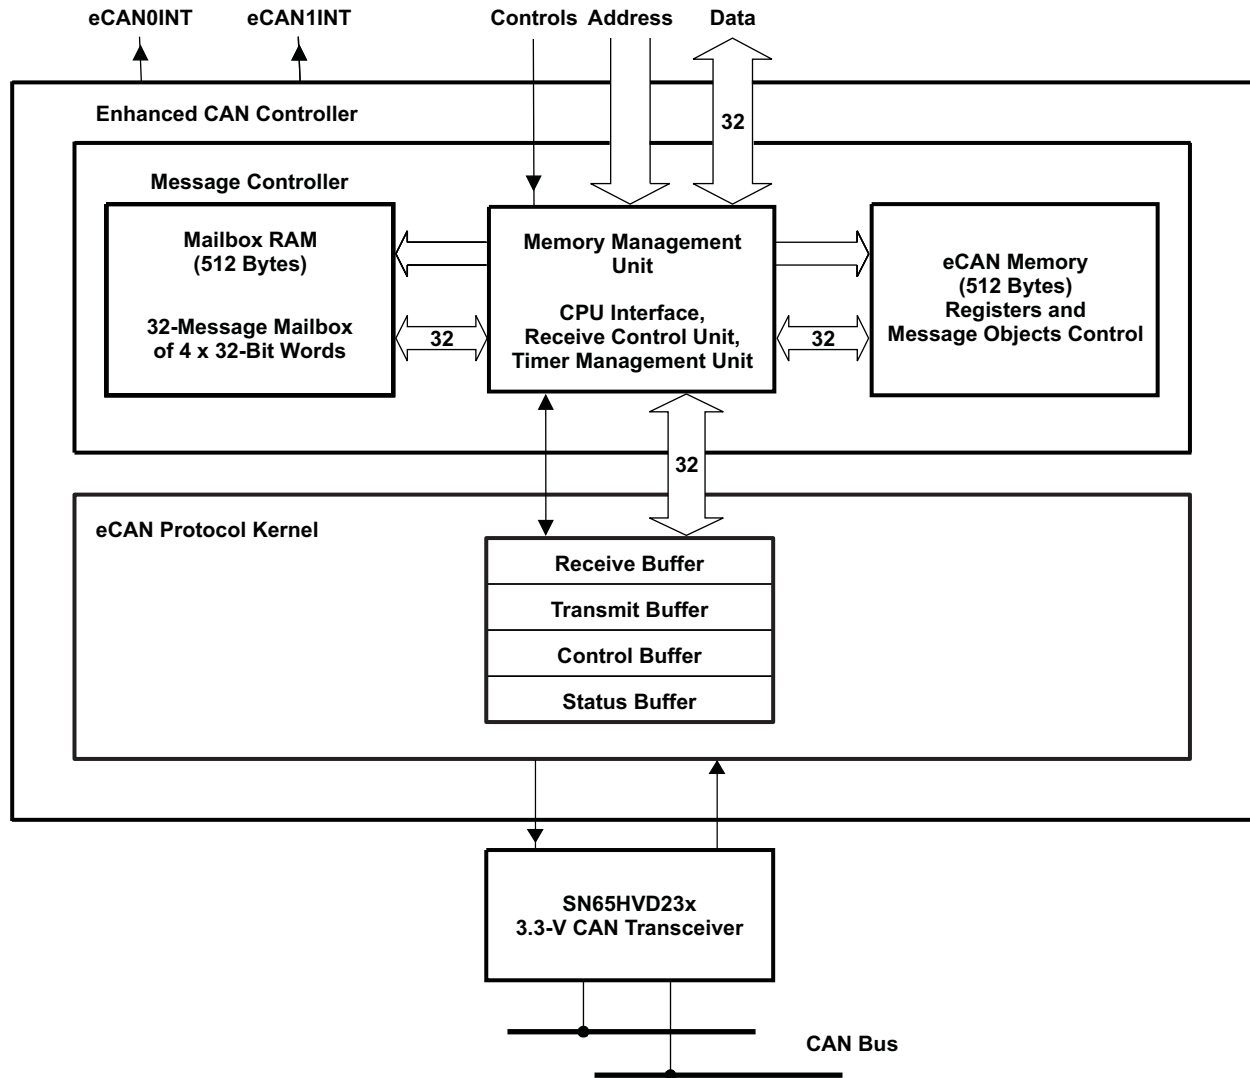 eCAN0INT
eCAN1INT
Controls
Address
Data
Enhanced CAN Controller
32
Message Controller
Mailbox RAM
(512 Bytes)
32-Message Mailbox
of 4 x 32-Bit Words
32
Memory Management
Unit
CPU Interface,
Receive Control Unit,
Timer Management Unit
32
eCAN Memory
(512 Bytes)
Registers and
Message Objects Control
32
eCAN Protocol Kernel
Receive Buffer
Transmit Buffer
Control Buffer
Status Buffer
SN65HVD23x
3.3-V CAN Transceiver
CAN Bus